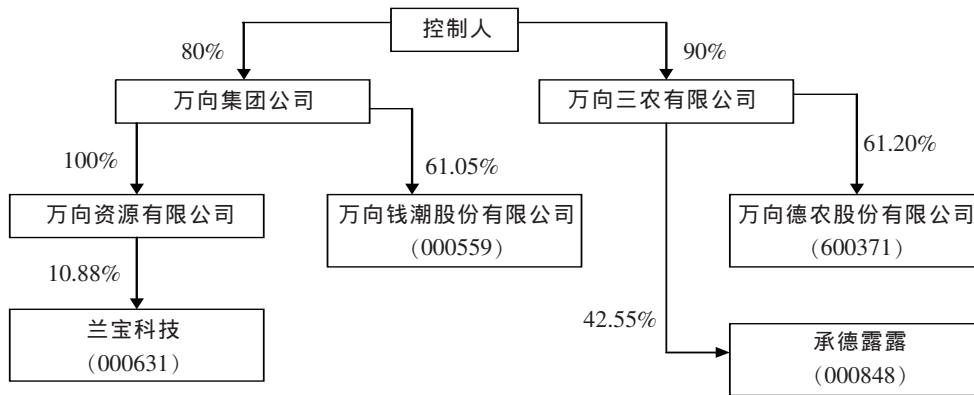 控制人
80%
90%
万向集团公司
万向三农有限公司
100%
61.05%
61.20%
万向资源有限公司
万向钱潮股份有限公司
(000559)
万向德农股份有限公司
(600371)
10.88%
42.55%
兰宝科技
(000631)
承德露露
(000848)